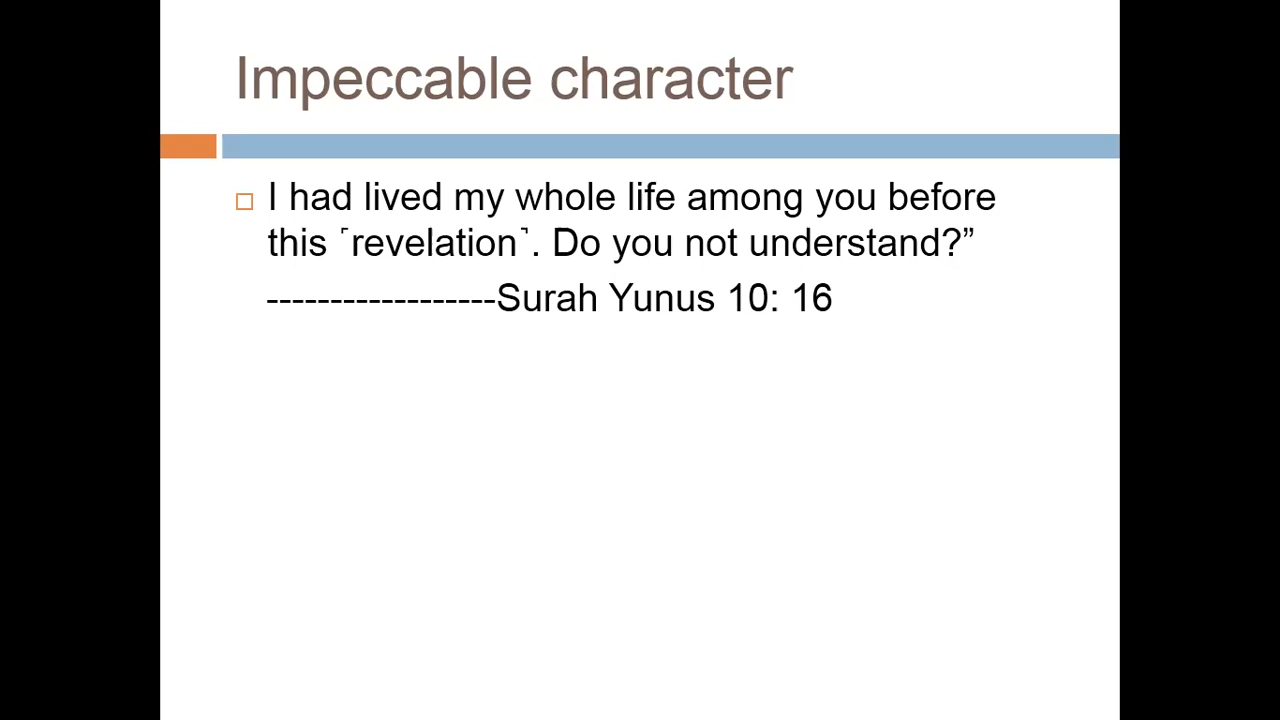 Impeccable character
I had lived my whole life among you before
this ˹revelation˺. Do you not understand?”
------------------Surah Yunus 10: 16